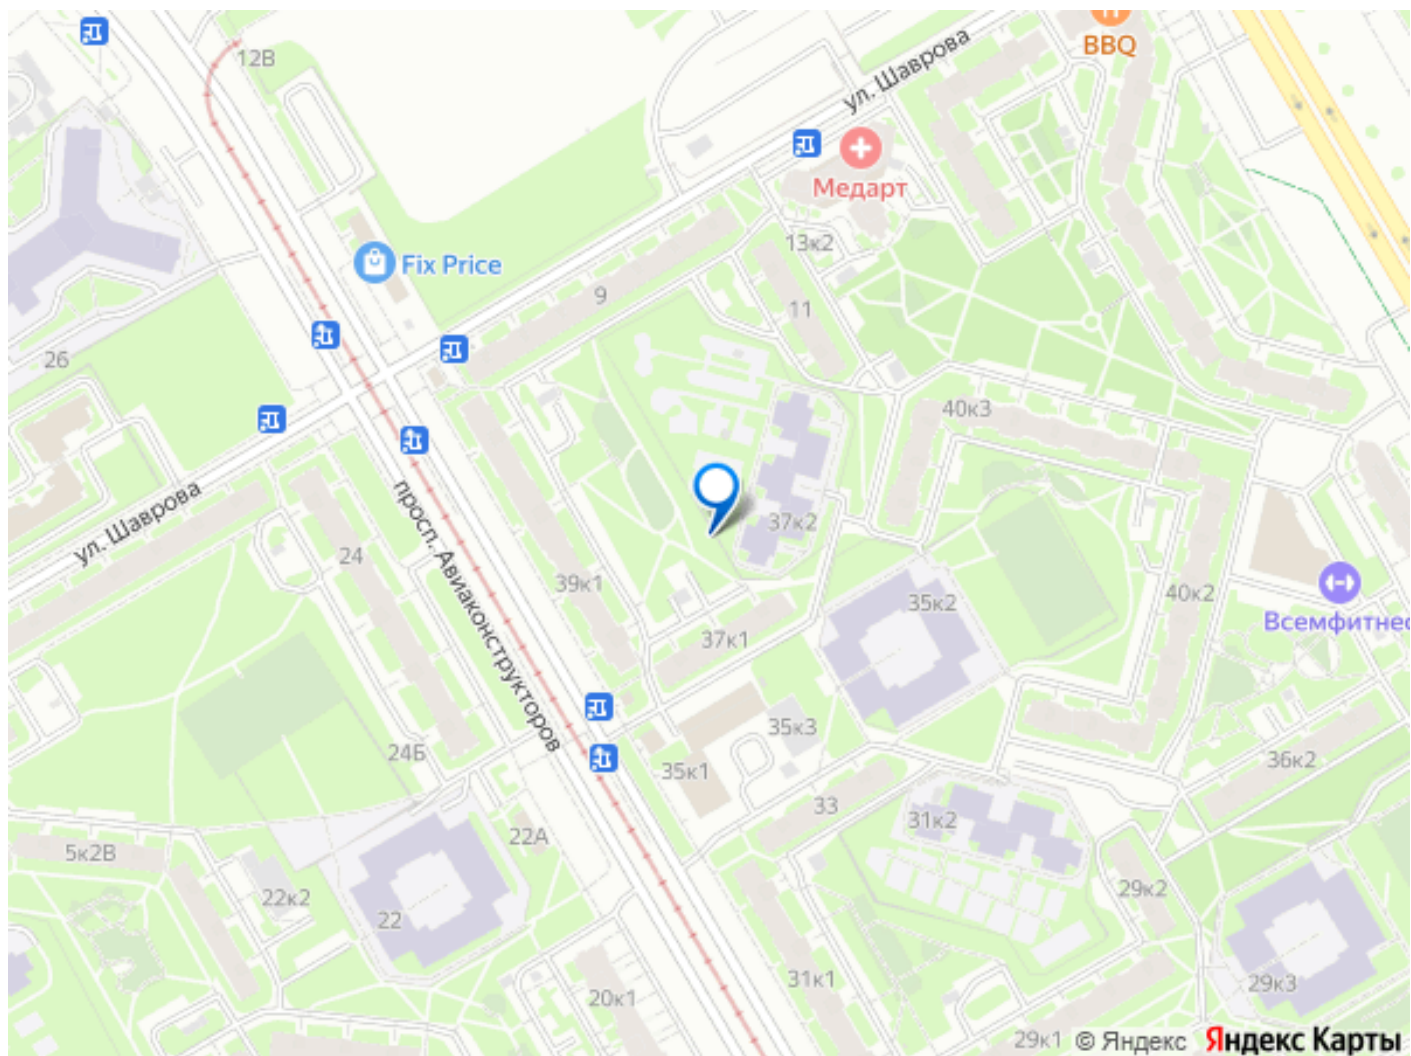 12В
BBQ
ул. Шаврова
Медарт
13к2
Fix Price
9
11
26
40к3
ул. Шаврова
просп. Авиаконструкторов
24
37к2
39к1
35к2
40к2
Всемфитнес
37к1
24Б
35к3
35к1
36к2
33
31к2
22А
5к2В
22к2
22
29к2
20к1
31к1
29к3
29к1
© Яндекс Яндекс Карты